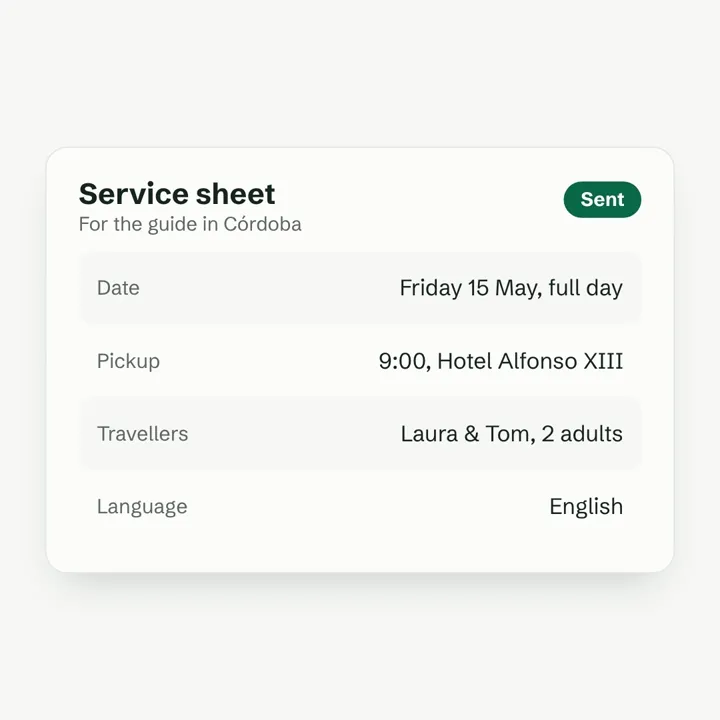 Service sheet
Sent
For the guide in Córdoba
Date Friday 15 May, full day
Pickup 9:00, Hotel Alfonso XIII
Travellers Laura & Tom, 2 adults
Language English